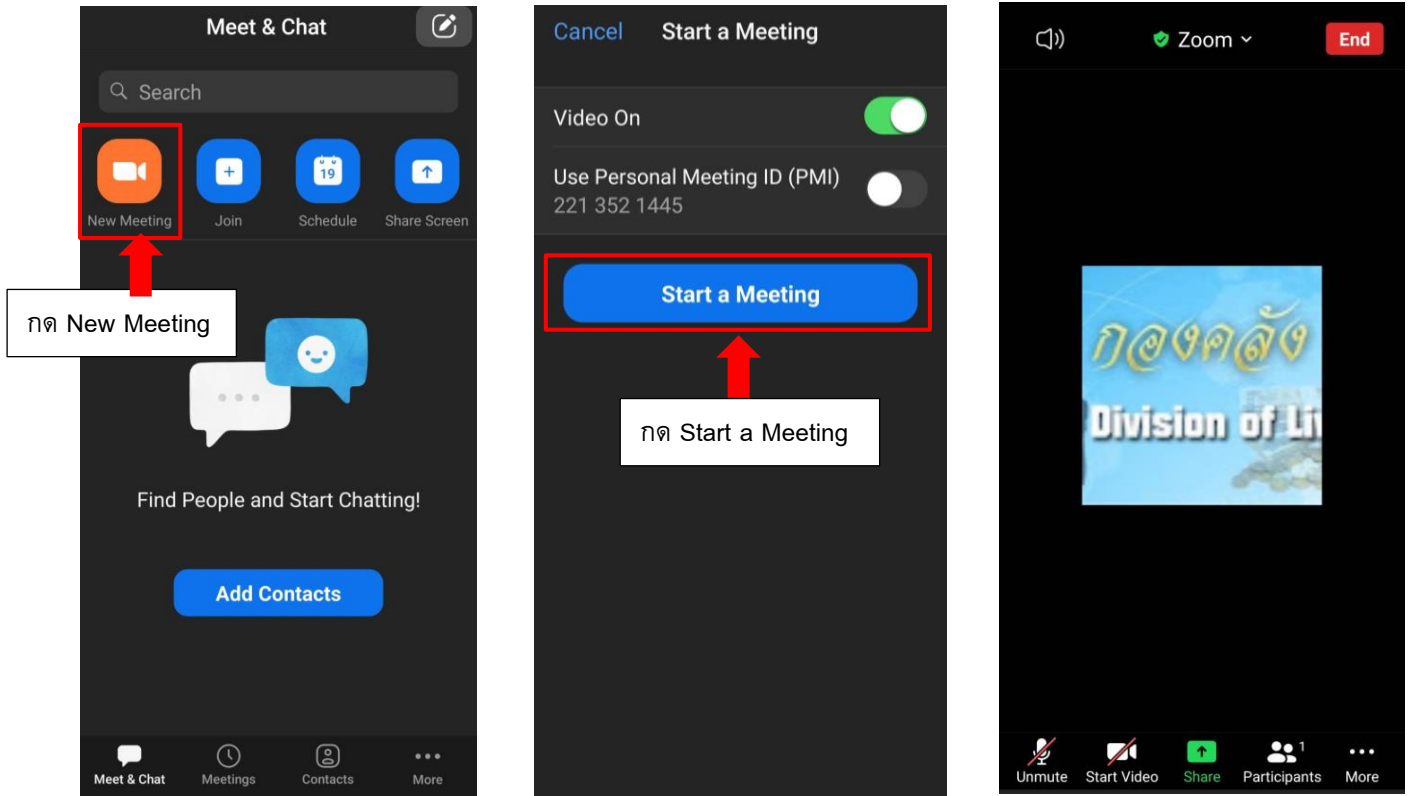 Meet & Chat
Search
New Meeting
Join
19
Schedule
Share Screen
กด New Meeting
Find People and Start Chatting!
Add Contacts
Meet & Chat
Meetings
Contacts
More
Cancel
Start a Meeting
Video On
Use Personal Meeting ID (PMI)
221 352 1445
Start a Meeting
กด Start a Meeting
Zoom
End
กองคลัง
Division of
Unmute
Start Video
Share
Participants
1
More